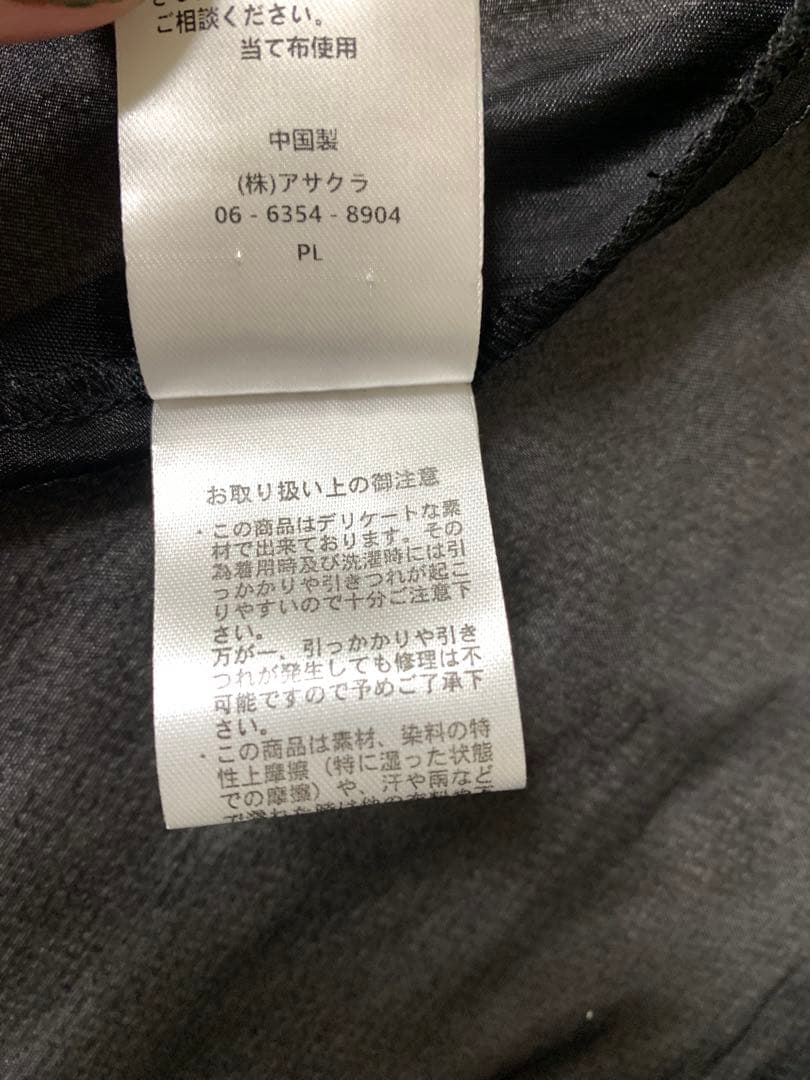 ご相談ください。
当て布使用
中国製
(株)アサクラ
06 - 6354 - 8904
PL
お取り扱い上の御注意
・この商品はデリケートな素
材で出来ております。その
為着用時及び洗濯時には引
っかかりや引きつれが起こ
りやすいので十分ご注意下
さい。
万が一、引っかかりや引き
つれが発生しても修理は不
可能ですので予めご了承下
さい。
・この商品は素材、染料の特
性上摩擦（特に湿った状態
での摩擦）や、汗や雨など